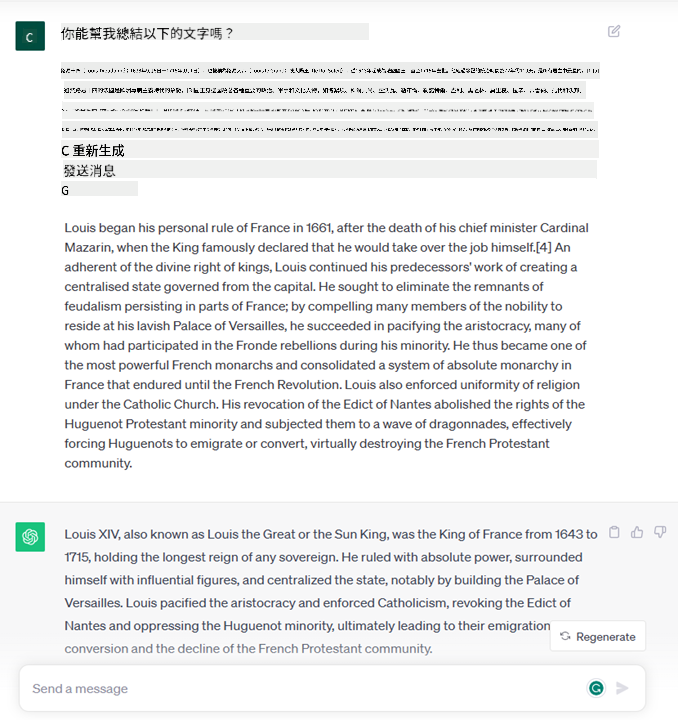 C
你能幫我總結以下的文字嗎？
C 重新生成
發送消息
G
Louis began his personal rule of France in 1661, after the death of his chief minister Cardinal
Mazarin, when the King famously declared that he would take over the job himself.[4] An
adherent of the divine right of kings, Louis continued his predecessors' work of creating a
centralised state governed from the capital. He sought to eliminate the remnants of
feudalism persisting in parts of France; by compelling many members of the nobility to
reside at his lavish Palace of Versailles, he succeeded in pacifying the aristocracy, many of
whom had participated in the Fronde rebellions during his minority. He thus became one of
the most powerful French monarchs and consolidated a system of absolute monarchy in
France that endured until the French Revolution. Louis also enforced uniformity of religion
under the Catholic Church. His revocation of the Edict of Nantes abolished the rights of the
Huguenot Protestant minority and subjected them to a wave of dragonnades, effectively
forcing Huguenots to emigrate or convert, virtually destroying the French Protestant
community.
Louis XIV, also known as Louis the Great or the Sun King, was the King of France from 1643 to
1715, holding the longest reign of any sovereign. He ruled with absolute power, surrounded
himself with influential figures, and centralized the state, notably by building the Palace of
Versailles. Louis pacified the aristocracy and enforced Catholicism, revoking the Edict of
Nantes and oppressing the Huguenot minority, ultimately leading to their emigration
conversion and the decline of the French Protestant community.
Regenerate
Send a message